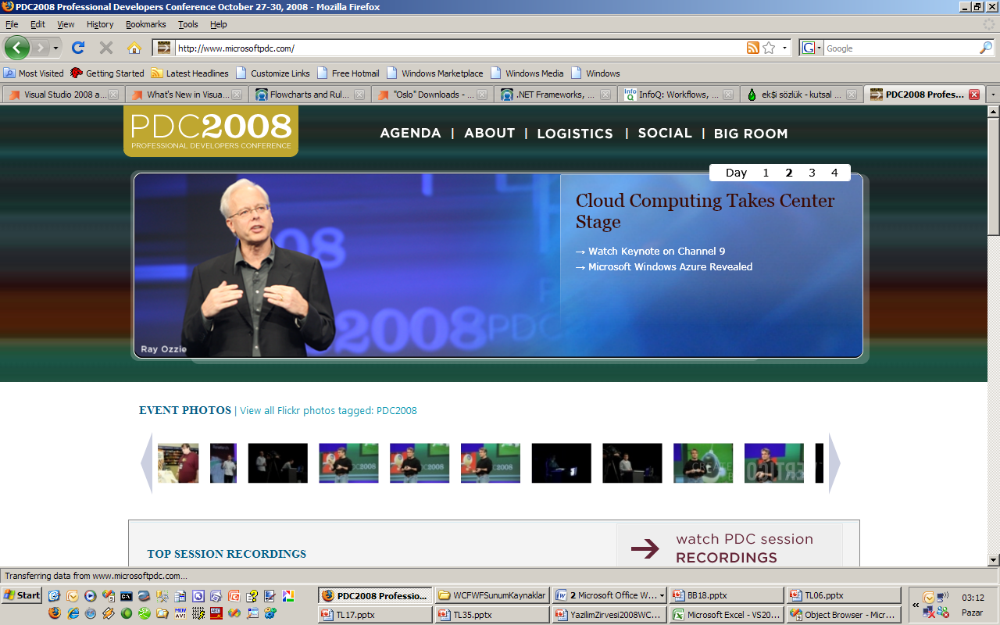 PDC2008 Professional Developers Conference October 27-30, 2008 - Mozilla Firefox
File Edit View History Bookmarks Tools Help
http://www.microsoftpdc.com/
G Google
Most Visited Getting Started Latest Headlines Customize Links Free Hotmail Windows Marketplace Windows Media Windows
Visual Studio 2008 a... What's New in Visua... Flowcharts and Rul... "Oslo" Downloads - ... .NET Frameworks, ... Info Q InfoQ: Workflows, ... ek$i sözlük - kutsal ... PDC2008 Profes...
PDC2008
PROFESSIONAL DEVELOPERS CONFERENCE
AGENDA | ABOUT | LOGISTICS | SOCIAL | BIG ROOM
Day 1 2 3 4
Cloud Computing Takes Center
Stage
→ Watch Keynote on Channel 9
→ Microsoft Windows Azure Revealed
2008
2008PDC
Ray Ozzie
EVENT PHOTOS | View all Flickr photos tagged: PDC2008
TOP SESSION RECORDINGS
watch PDC session
RECORDINGS
Transferring data from www.microsoftpdc.com...
Start
PDC2008 Professio... WCFWFSunumKaynaklar 2 Microsoft Office W... BB18.pptx TL06.pptx
TL17.pptx TL35.pptx YazilimZirvesi2008WC... Microsoft Excel - VS20... Object Browser - Micr...
03:12
Pazar